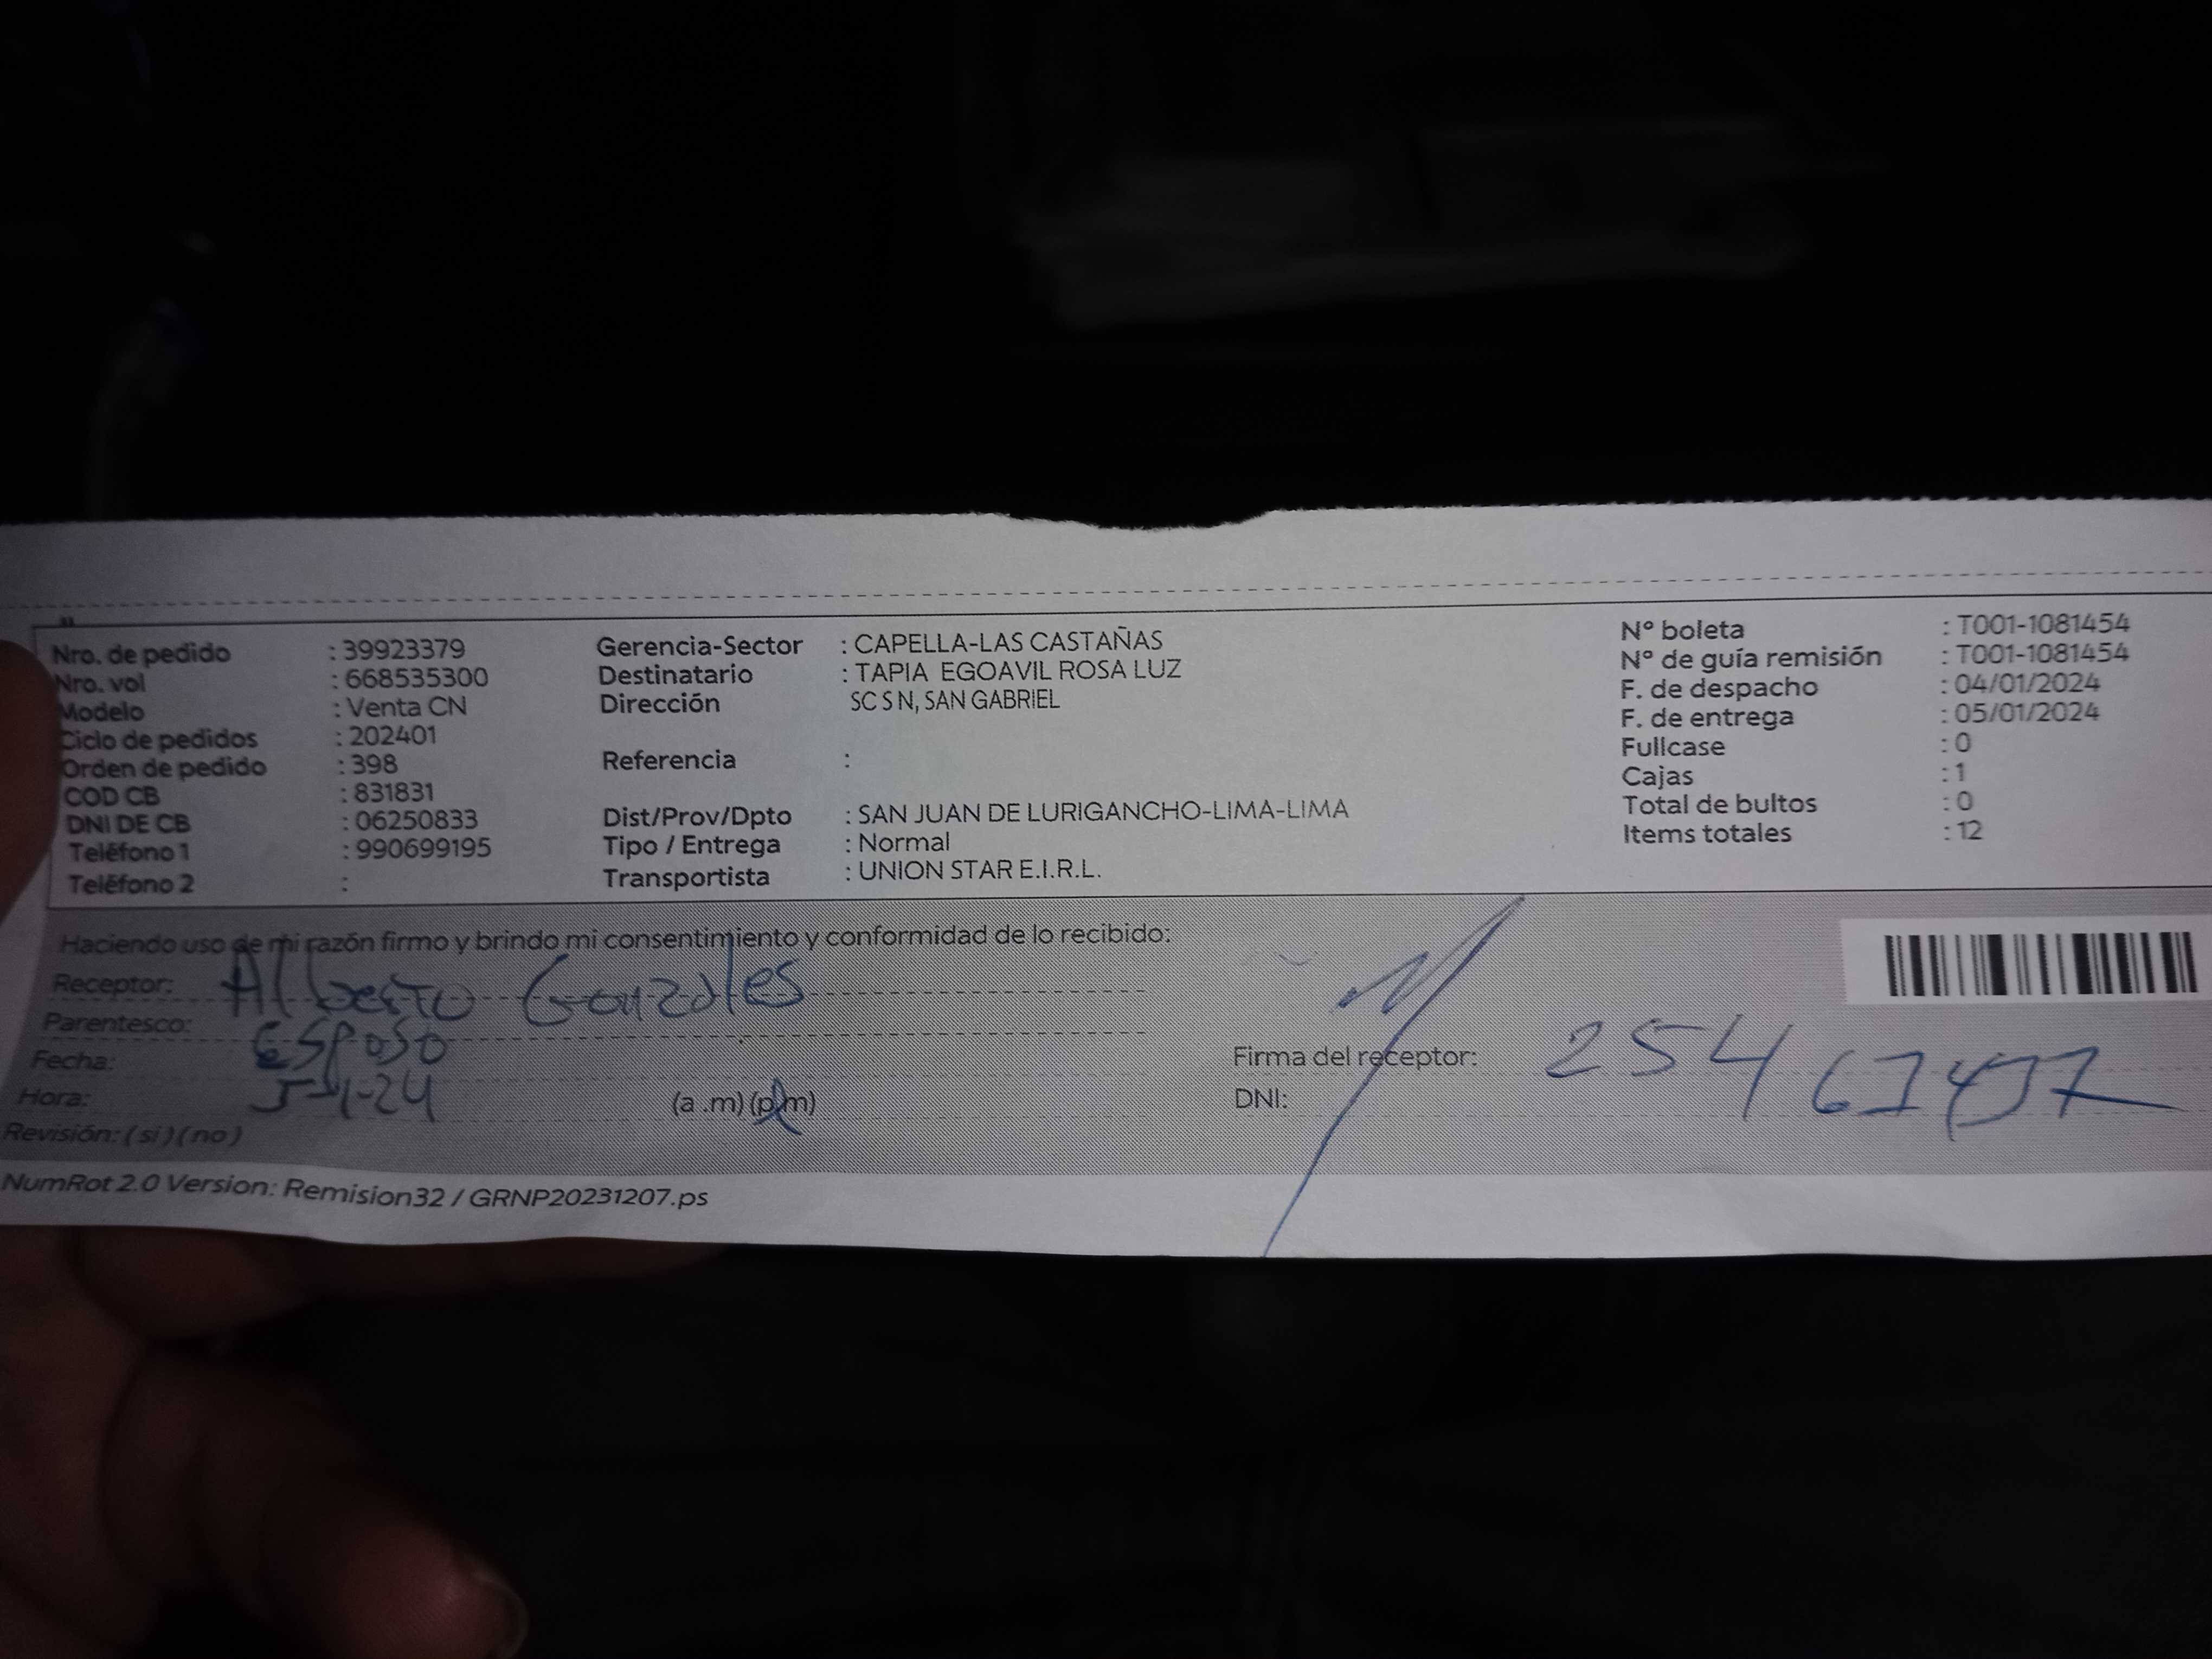 Nro. de pedido : 39923379
Nro. vol : 668535300
Modelo : Venta CN
Ciclo de pedidos : 202401
Orden de pedido : 398
COD CB : 831831
DNI DE CB : 06250833
Teléfono 1 : 990699195
Teléfono 2 :
Gerencia-Sector : CAPELLA-LAS CASTAÑAS
Destinatario : TAPIA EGOAVIL ROSA LUZ
Dirección SC S N, SAN GABRIEL
Referencia :
Dist/Prov/Dpto : SAN JUAN DE LURIGANCHO-LIMA-LIMA
Tipo / Entrega : Normal
Transportista : UNION STAR E.I.R.L.
N° boleta : T001-1081454
N° de guía remisión : T001-1081454
F. de despacho : 04/01/2024
F. de entrega : 05/01/2024
Fullcase : 0
Cajas : 1
Total de bultos : 0
Items totales : 12
Haciendo uso de mi razón firmo y brindo mi consentimiento y conformidad de lo recibido:
Receptor: Alberto Gonzales
Parentesco: Esposo
Fecha: 5-1-24
Hora: (a .m) (p.m)
Revisión: ( si ) ( no )
Firma del receptor:
DNI:
NumRot 2.0 Version: Remision32 / GRNP20231207.ps